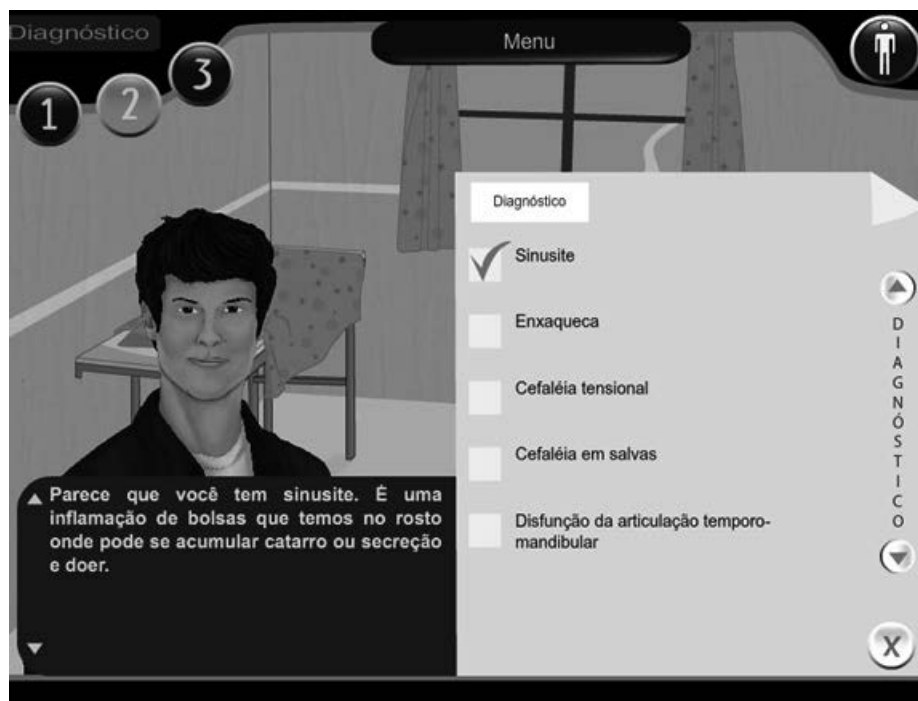 Diagnóstico
Menu
1
2
3
Diagnóstico
Sinusite
Enxaqueca
Cefaléia tensional
Cefaléia em salvas
Disfunção da articulação temporo-
mandibular
DIAGNÓSTICO
X
Parece que você tem sinusite. É uma
inflamação de bolsas que temos no rosto
onde pode se acumular catarro ou secreção
e doer.